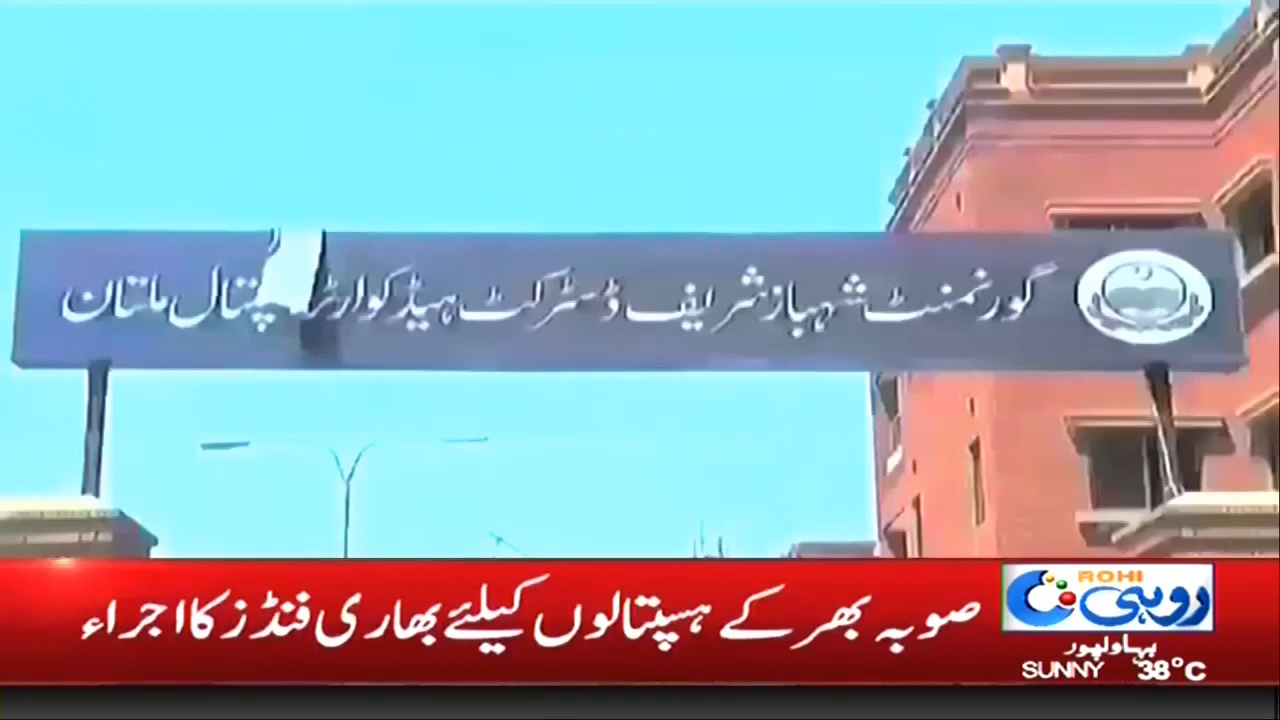 گورنمنٹ شہباز شریف ڈسٹرکٹ ہیڈ کوارٹر ہسپتال ملتان
صوبہ بھر کے ہسپتالوں کیلئے بھاری فنڈز کا اجراء
ROHI
روہی
بہاولپور
SUNNY 38°C